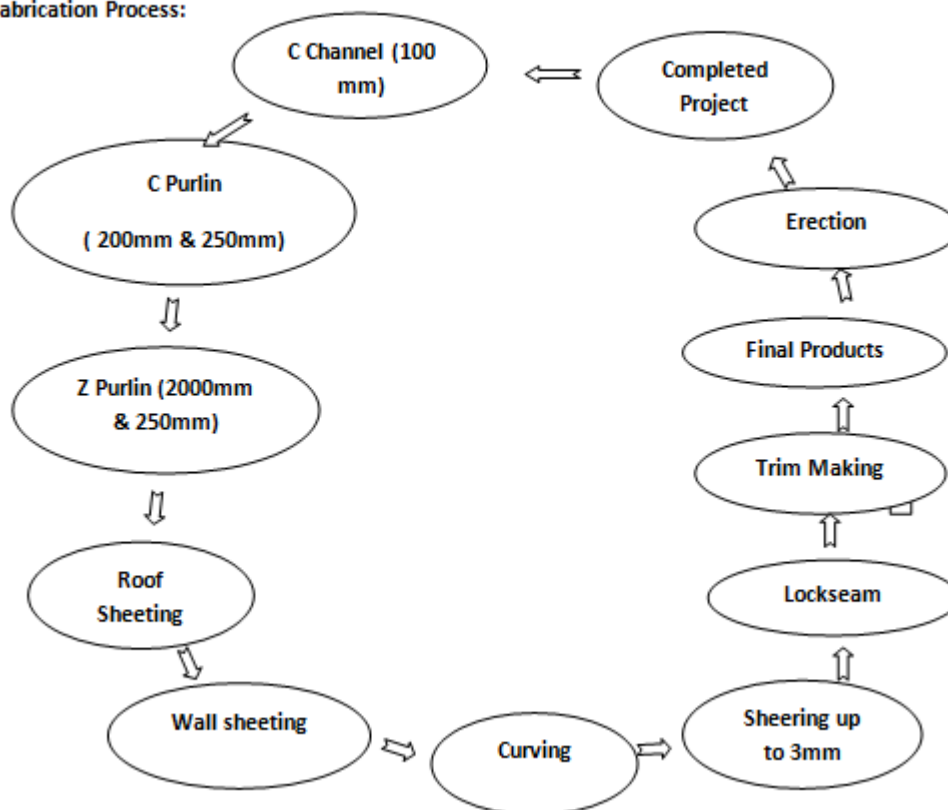 abrication Process:
C Channel (100
mm)
C Purlin
( 200mm & 250mm)
Z Purlin (2000mm
& 250mm)
Roof
Sheeting
Wall sheeting
Curving
Sheering up
to 3mm
Lockseam
Trim Making
Final Products
Erection
Completed
Project